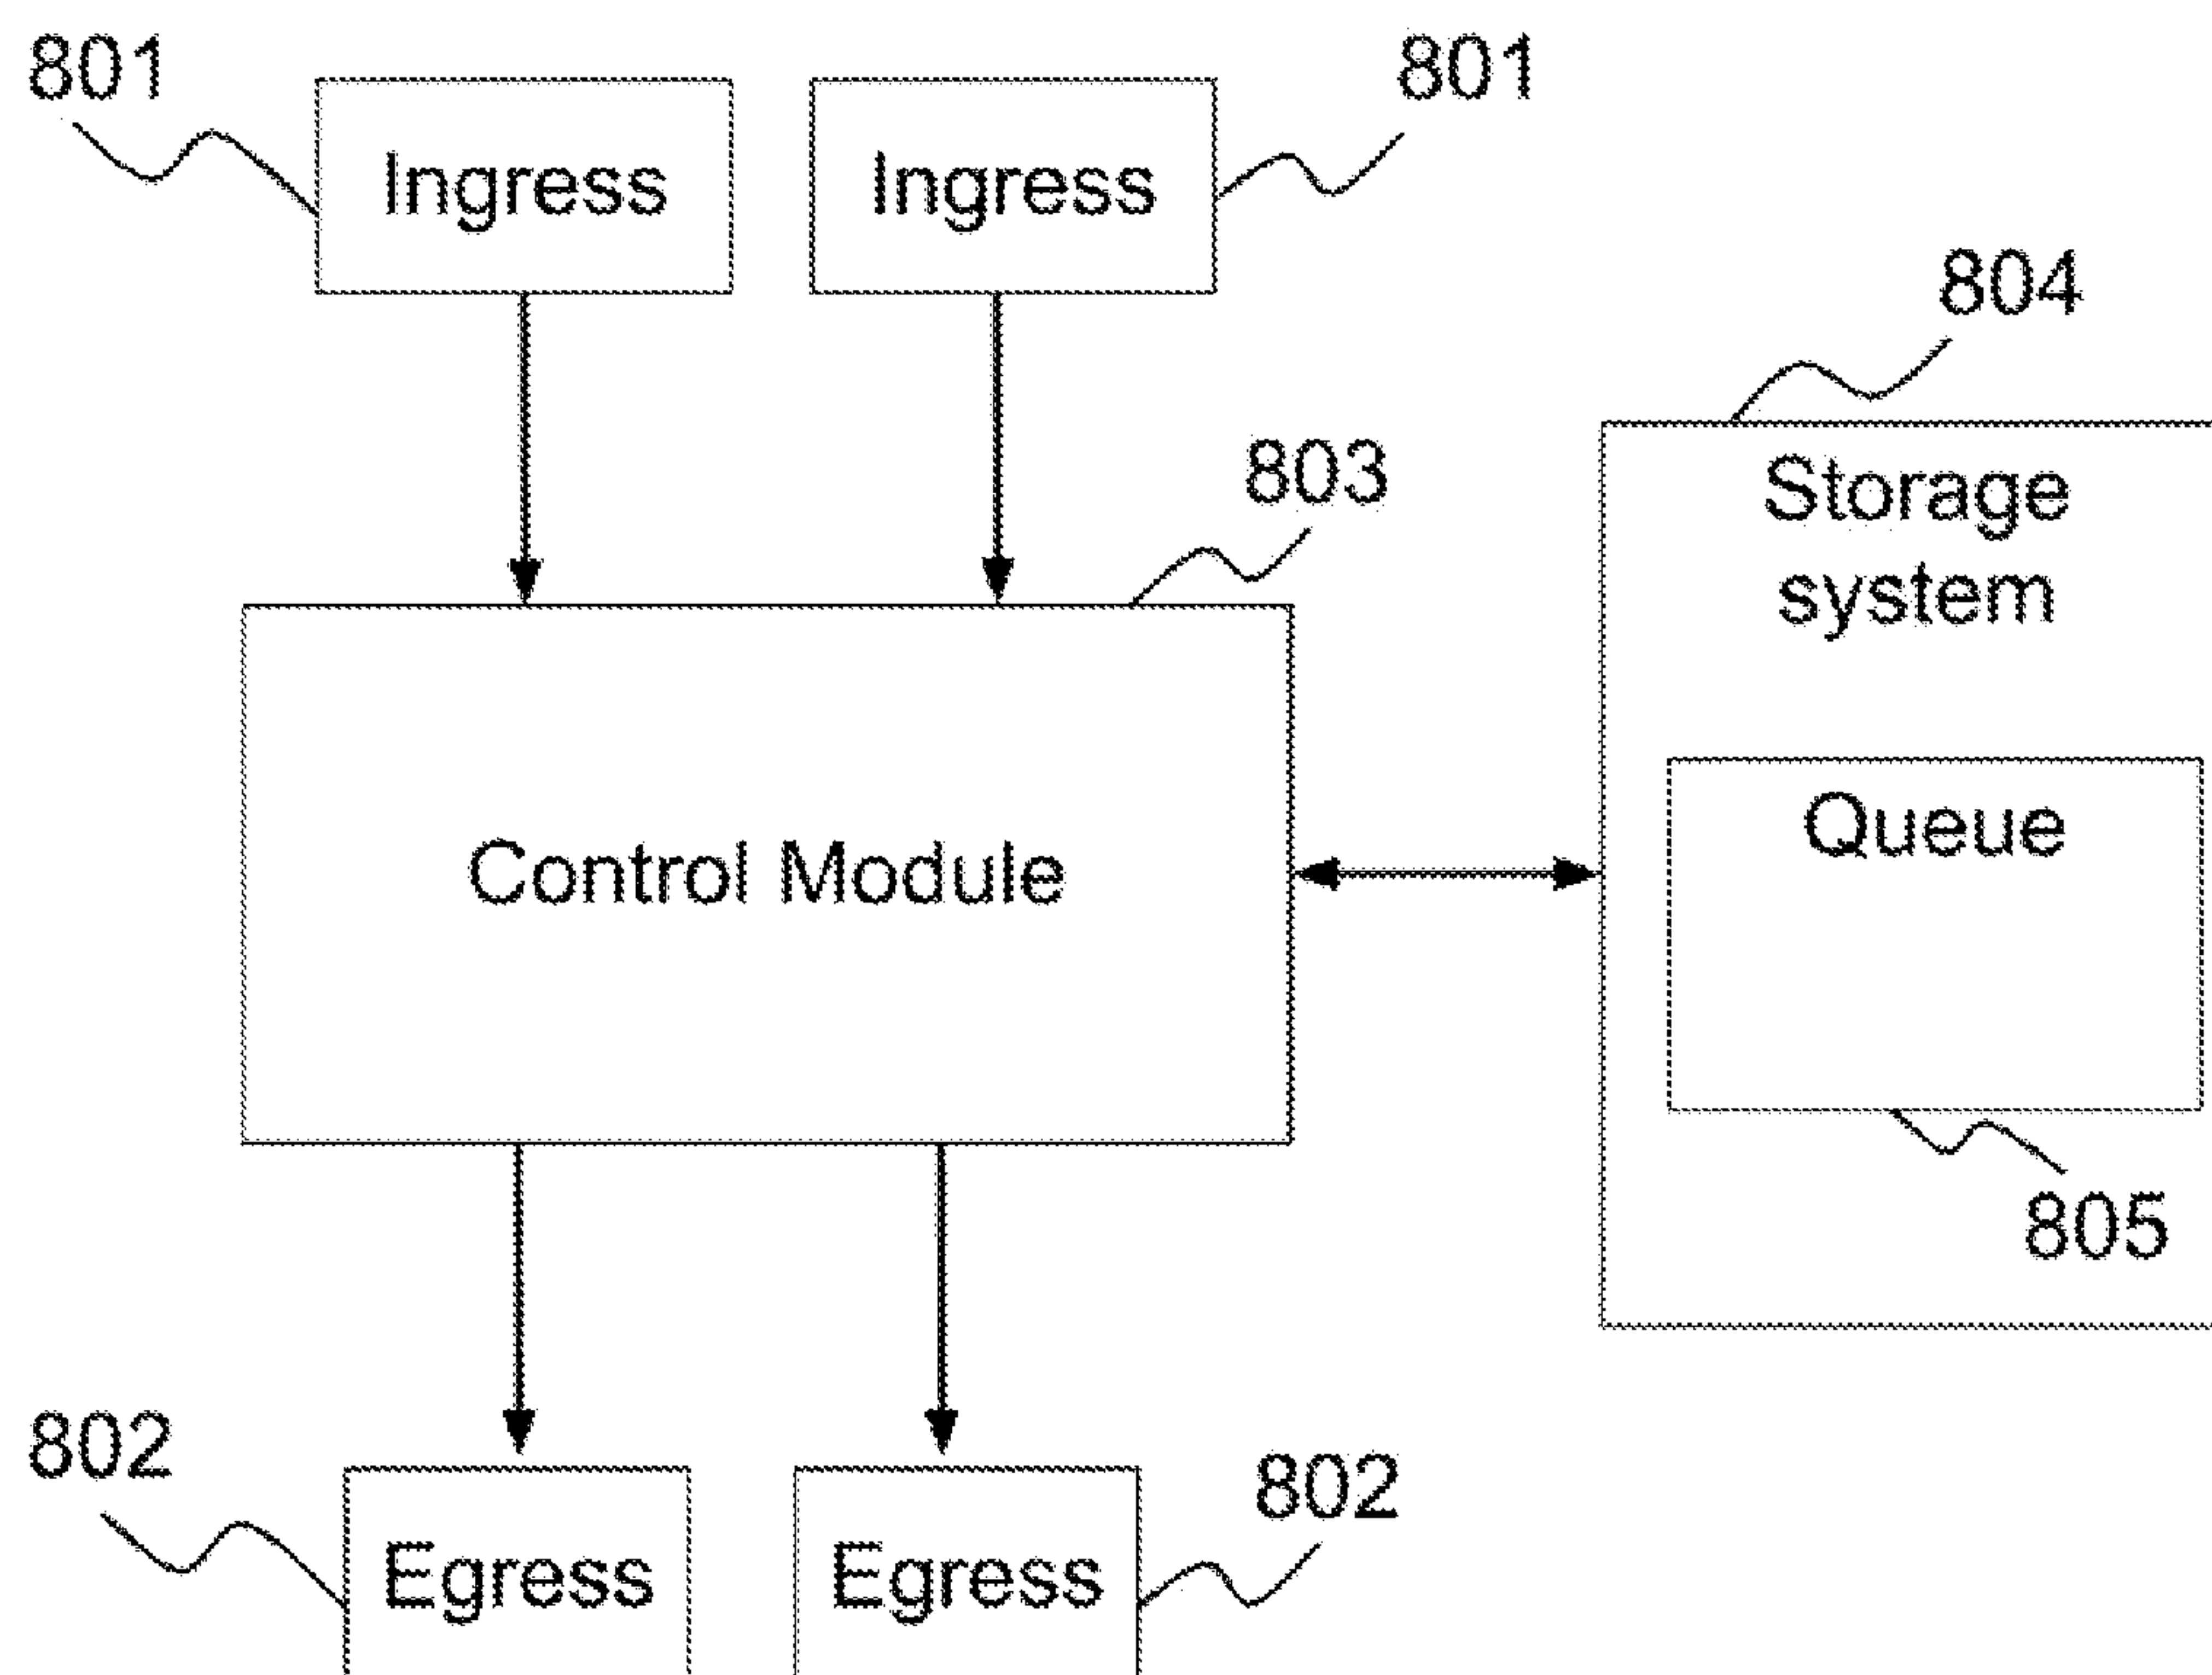 801
Ingress
Ingress
801
804
803
Storage
system
Control Module
Queue
805
802
Egress
Egress
802